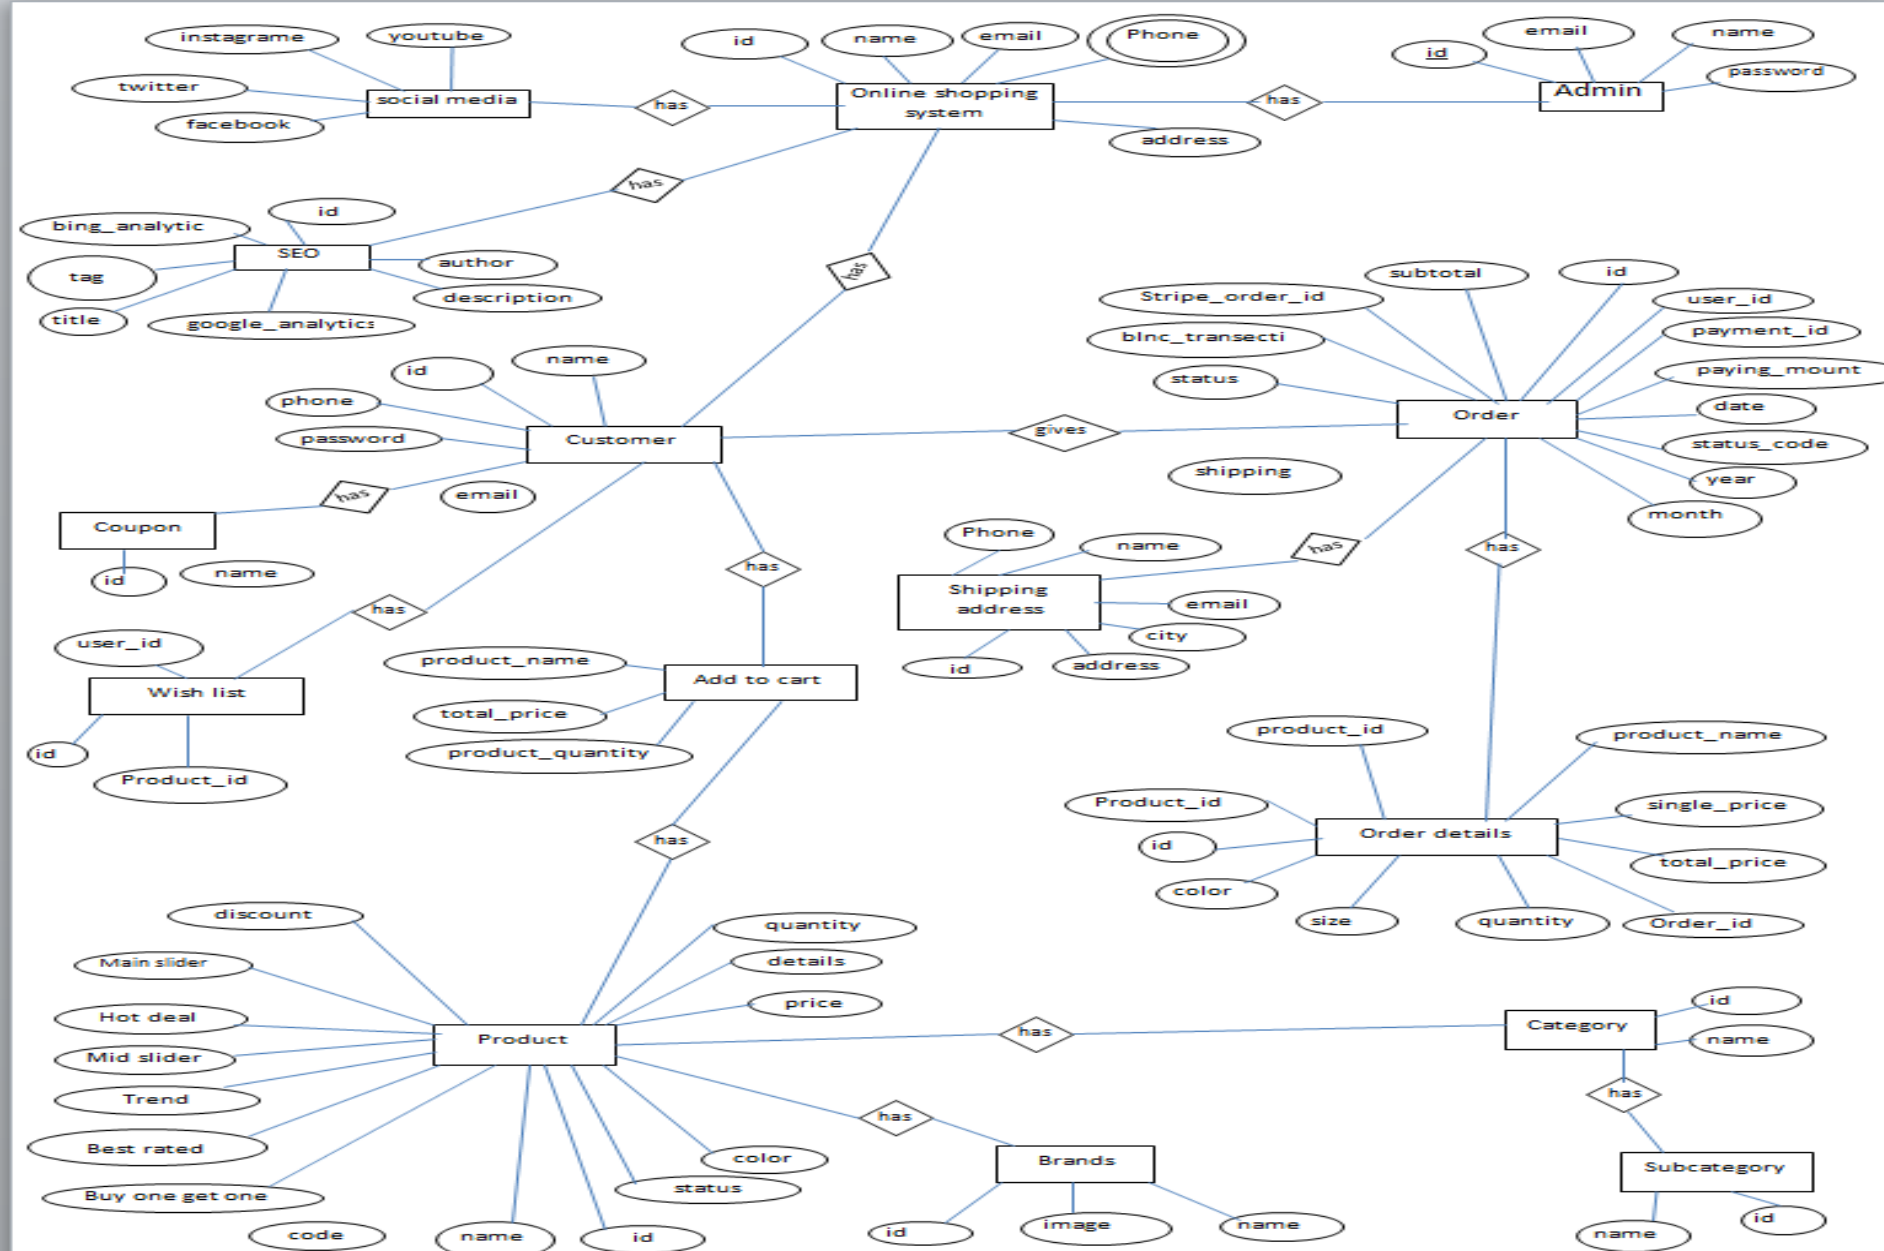 instagrame
youtube
twitter
facebook
social media
has
id
name
email
Phone
Online shopping
system
address
has
id
email
name
password
Admin
has
bing_analytic
id
SEO
author
tag
description
title
google_analytics
has
id
name
phone
password
Customer
email
gives
subtotal
id
Stripe_order_id
user_id
blnc_transecti
payment_id
status
paying_mount
Order
date
status_code
shipping
year
month
has
Coupon
id
name
has
has
Phone
name
has
has
Shipping
address
email
city
id
address
user_id
Wish list
id
Product_id
product_name
Add to cart
total_price
product_quantity
product_id
product_name
Product_id
single_price
Order details
id
total_price
color
size
quantity
Order_id
has
discount
quantity
Main slider
details
Hot deal
price
Mid slider
Product
Trend
Best rated
Buy one get one
code
name
id
status
color
has
Category
id
name
has
Brands
id
image
name
has
Subcategory
name
id